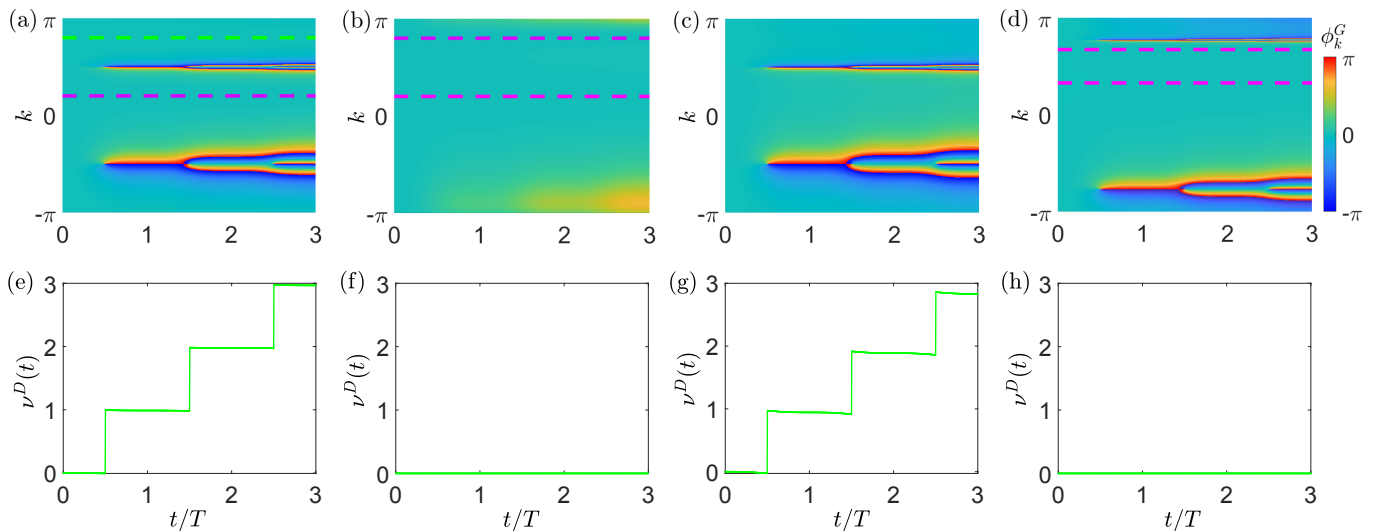 (a) (b) (c) (d)
π π π π
k k k k
0 0 0 0
-π -π -π -π
0 1 2 3 0 1 2 3 0 1 2 3 0 1 2 3
ϕ_k^G
π
0
-π
(e) (f) (g) (h)
3 3 3 3
2 2 2 2
ν^D(t) ν^D(t) ν^D(t) ν^D(t)
1 1 1 1
0 0 0 0
0 1 2 3 0 1 2 3 0 1 2 3 0 1 2 3
t/T t/T t/T t/T